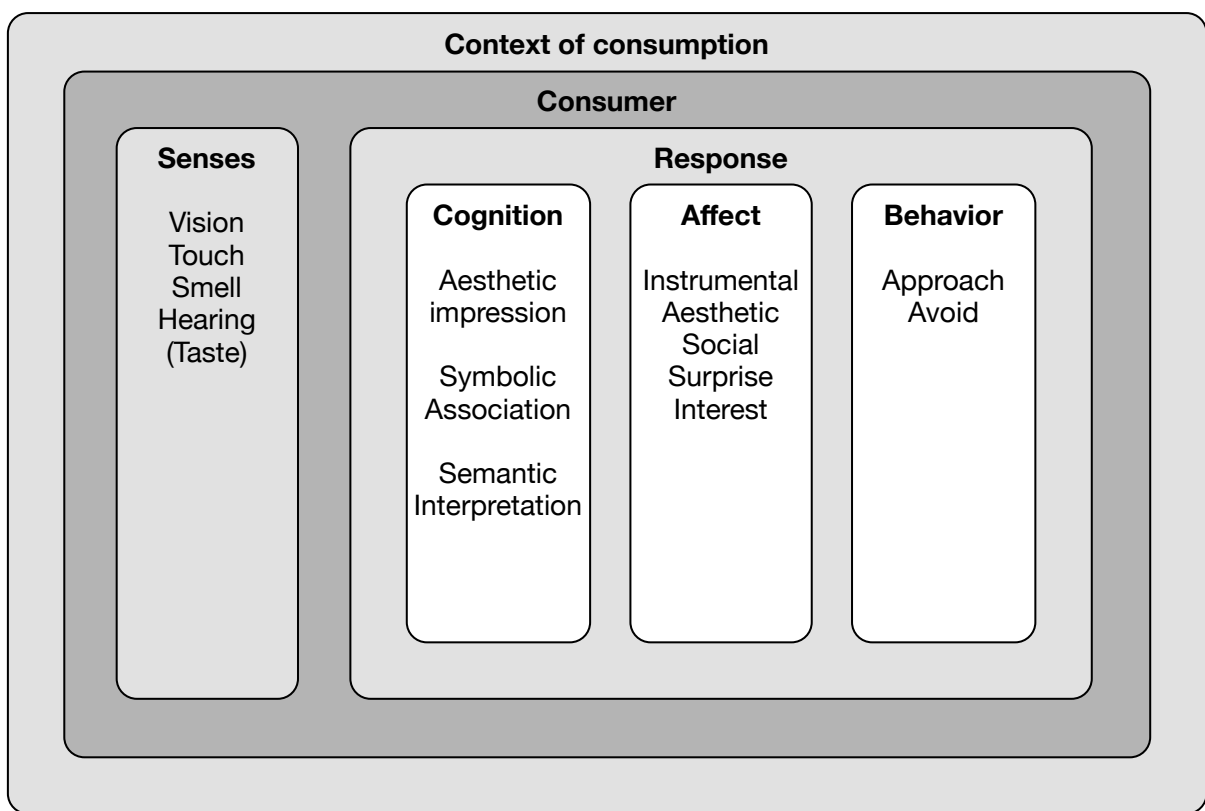 Context of consumption
Consumer
Senses
Vision
Touch
Smell
Hearing
(Taste)
Response
Cognition
Aesthetic
impression
Symbolic
Association
Semantic
Interpretation
Affect
Instrumental
Aesthetic
Social
Surprise
Interest
Behavior
Approach
Avoid